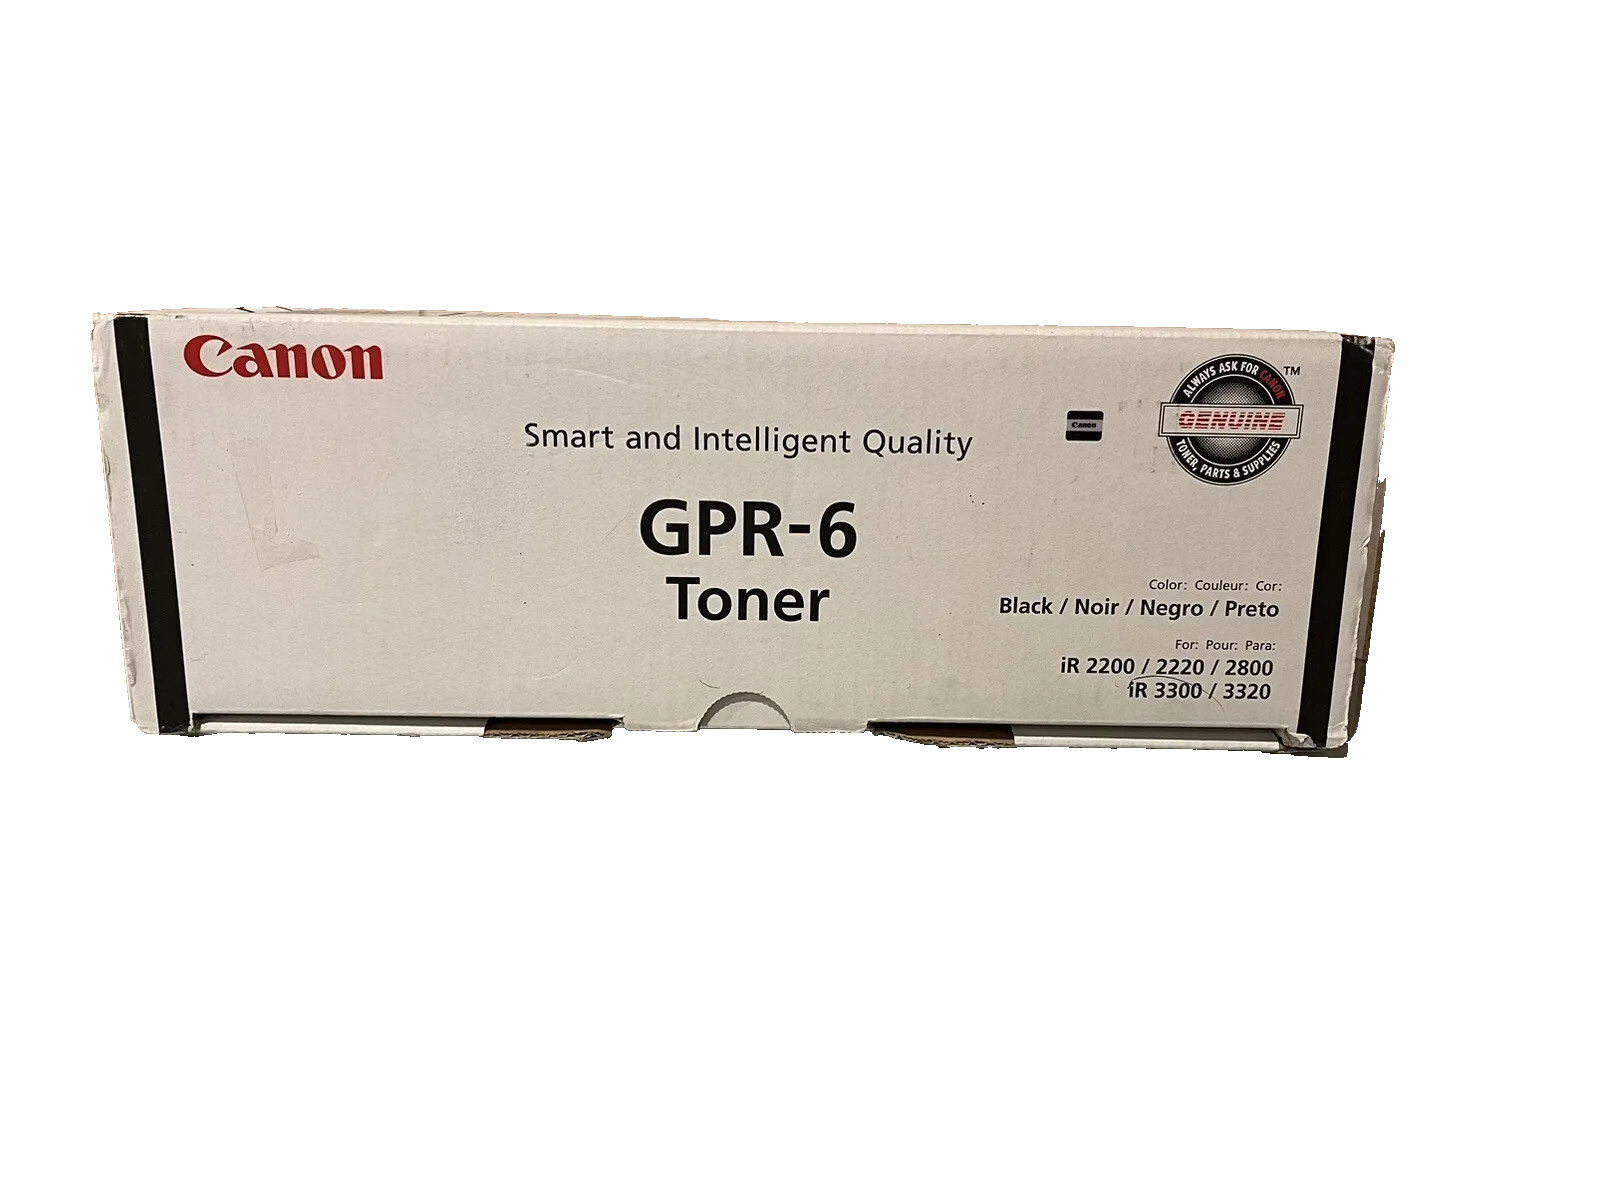 Canon
Smart and Intelligent Quality
Canon
ALWAYS ASK FOR CANON
TM
GENUINE
TONER, PARTS & SUPPLIES
GPR-6
Toner
Color: Couleur: Cor:
Black / Noir / Negro / Preto
For: Pour: Para:
iR 2200 / 2220 / 2800
iR 3300 / 3320